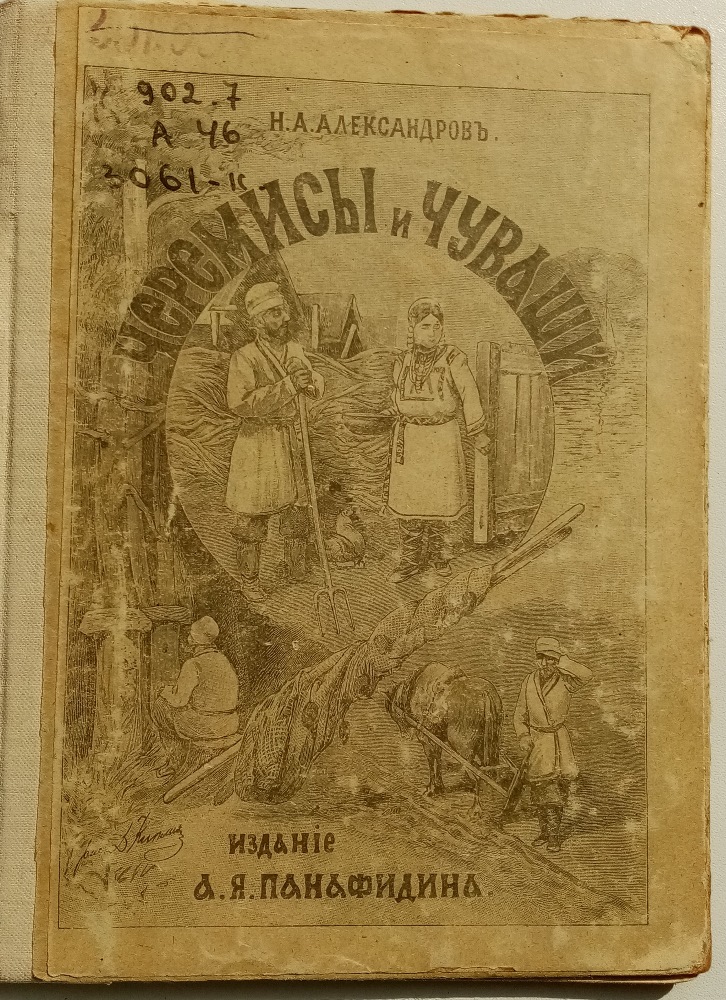 902.7
А 46
3061-к
Н.А.АЛЕКСАНДРОВЪ.
ЧЕРЕМИСЫ и ЧУВАШИ
ИЗДАНІЕ
А.Я.ПАНАФИДИНА.